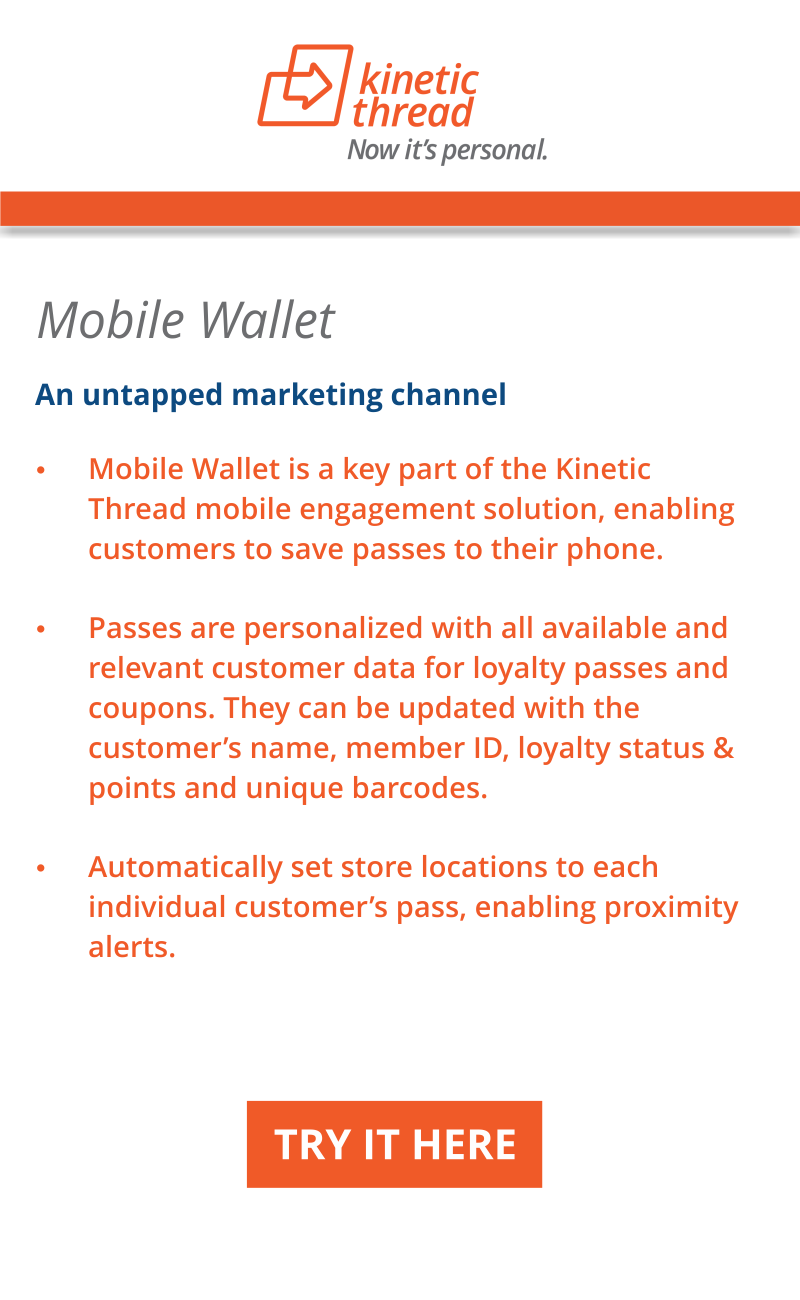 kinetic
thread
Now it’s personal.
Mobile Wallet
An untapped marketing channel
• Mobile Wallet is a key part of the Kinetic
Thread mobile engagement solution, enabling
customers to save passes to their phone.
• Passes are personalized with all available and
relevant customer data for loyalty passes and
coupons. They can be updated with the
customer’s name, member ID, loyalty status &
points and unique barcodes.
• Automatically set store locations to each
individual customer’s pass, enabling proximity
alerts.
TRY IT HERE